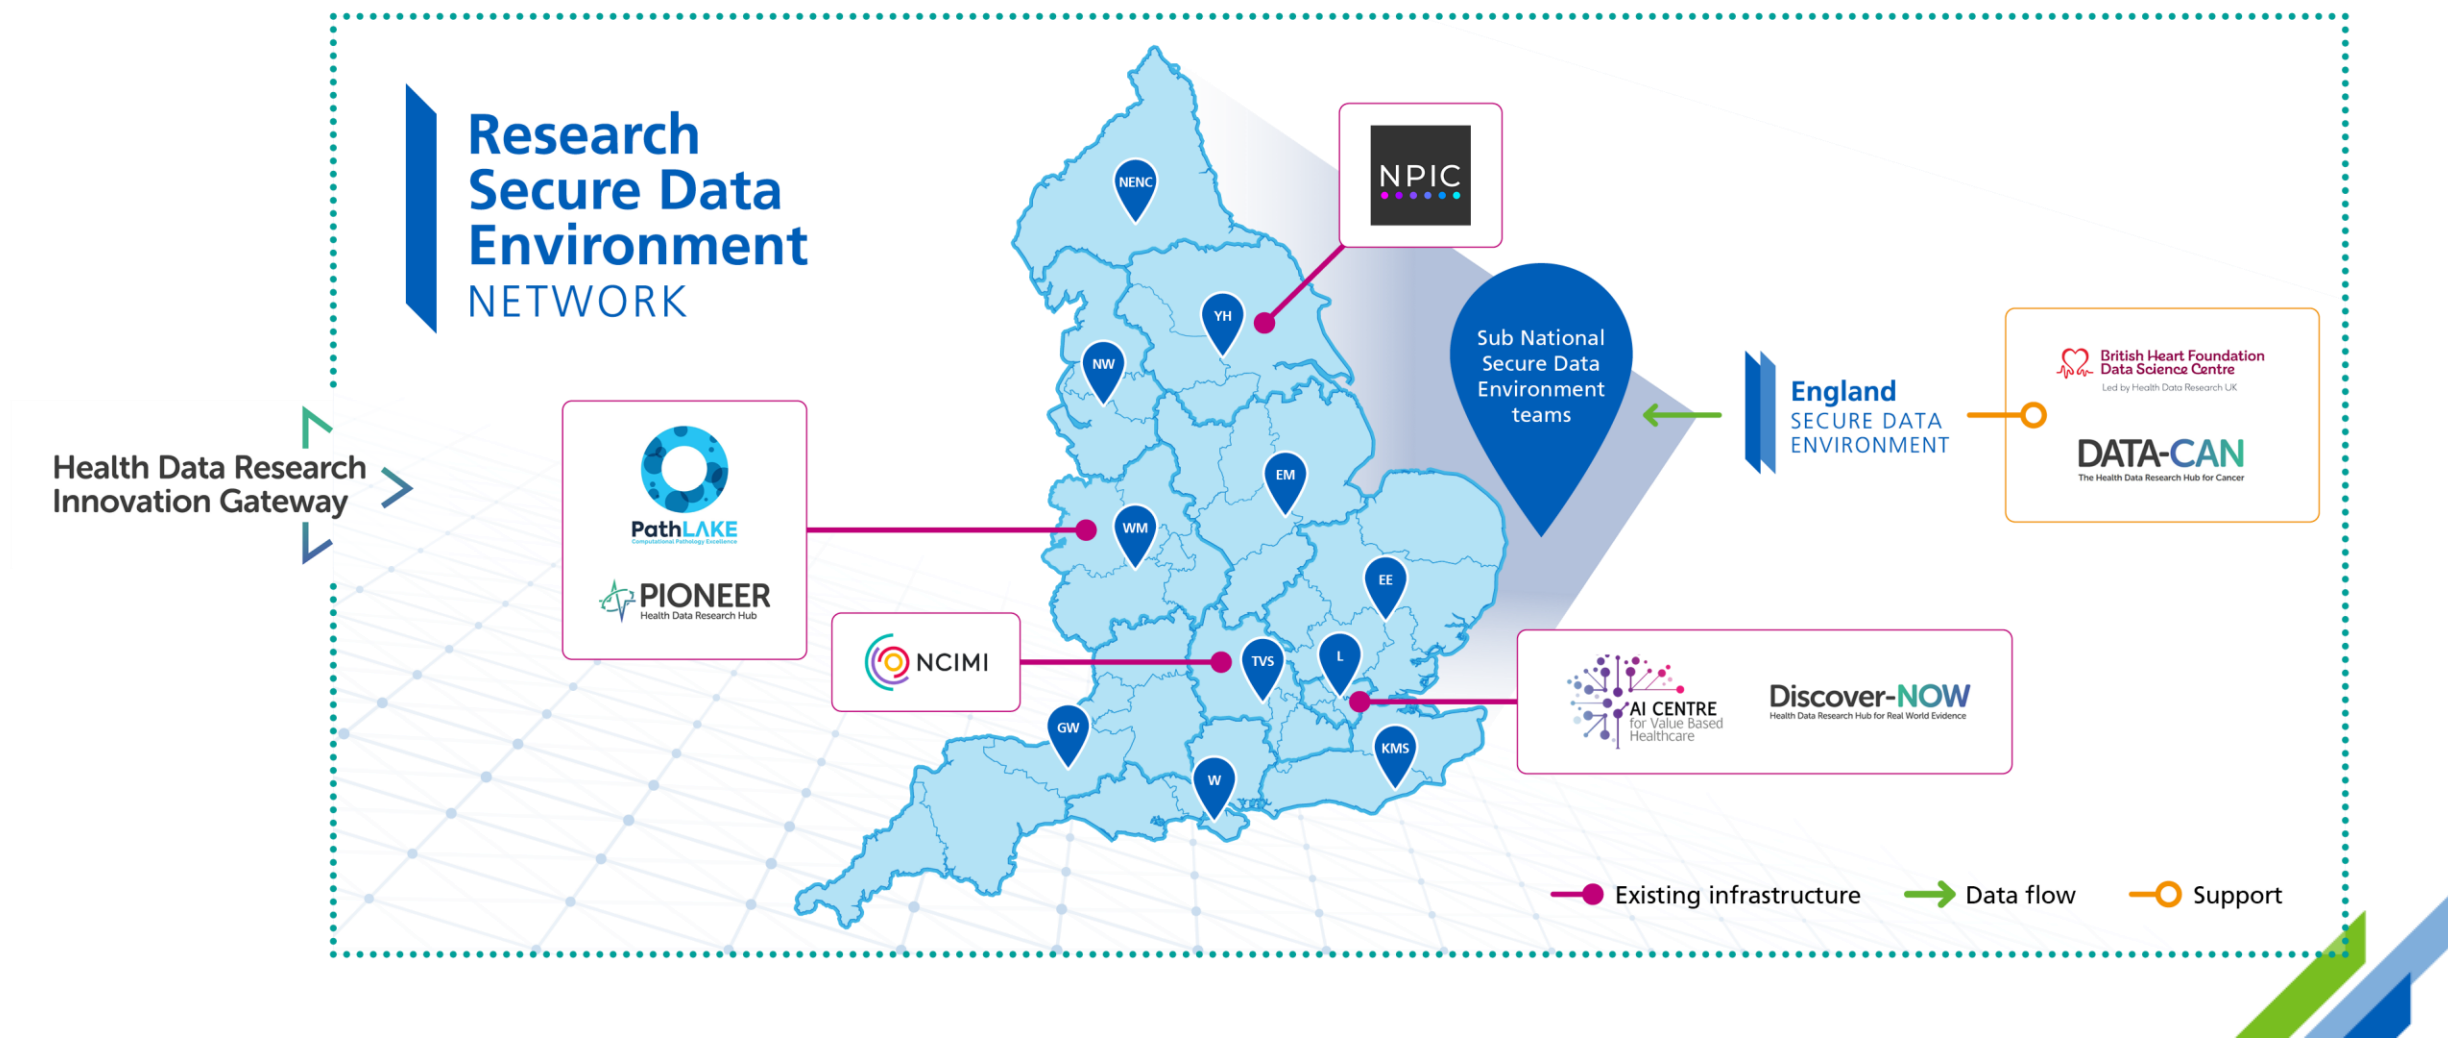 Research
Secure Data
Environment
NETWORK
Health Data Research
Innovation Gateway
PathLAKE
Computational Pathology Excellence
PIONEER
Health Data Research Hub
NCIMI
NPIC
NENC
YH
NW
EM
WM
EE
TVS
L
GW
KMS
W
Sub National
Secure Data
Environment
teams
England
SECURE DATA
ENVIRONMENT
British Heart Foundation
Data Science Centre
Led by Health Data Research UK
DATA-CAN
The Health Data Research Hub for Cancer
AI CENTRE
for Value Based
Healthcare
Discover-NOW
Health Data Research Hub for Real World Evidence
Existing infrastructure
Data flow
Support